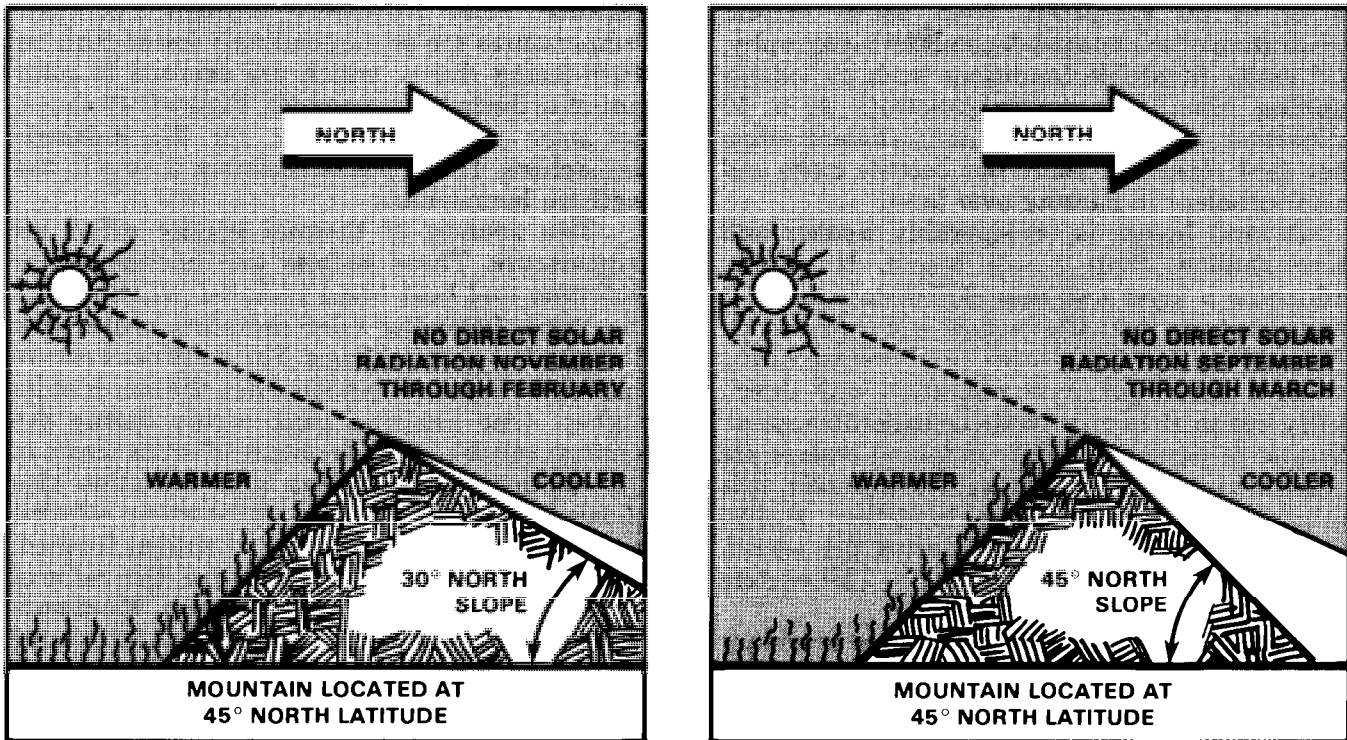 NORTH
NO DIRECT SOLAR
RADIATION NOVEMBER
THROUGH FEBRUARY
WARMER
COOLER
30° NORTH
SLOPE
MOUNTAIN LOCATED AT
45° NORTH LATITUDE
NORTH
NO DIRECT SOLAR
RADIATION SEPTEMBER
THROUGH MARCH
WARMER
COOLER
45° NORTH
SLOPE
MOUNTAIN LOCATED AT
45° NORTH LATITUDE